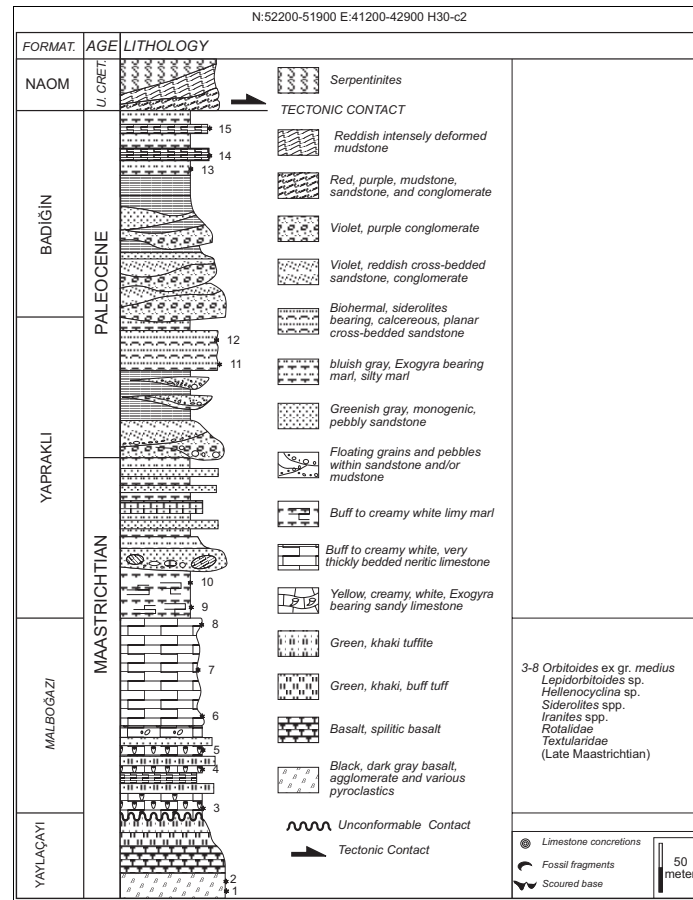 N:52200-51900 E:41200-42900 H30-c2
FORMAT. AGE LITHOLOGY
NAOM
U. CRET.
BADİĞİN
PALEOCENE
YAPRAKLI
MAASTRICHTIAN
MALBOĞAZI
YAYLAÇAYI
15
14
13
12
11
10
9
8
7
6
5
4
3
2
1
Serpentinites
TECTONIC CONTACT
Reddish intensely deformed
mudstone
Red, purple, mudstone,
sandstone, and conglomerate
Violet, purple conglomerate
Violet, reddish cross-bedded
sandstone, conglomerate
Biohermal, siderolites
bearing, calcereous, planar
cross-bedded sandstone
bluish gray, Exogyra bearing
marl, silty marl
Greenish gray, monogenic,
pebbly sandstone
Floating grains and pebbles
within sandstone and/or
mudstone
Buff to creamy white limy marl
Buff to creamy white, very
thickly bedded neritic limestone
Yellow, creamy, white, Exogyra
bearing sandy limestone
Green, khaki tuffite
Green, khaki, buff tuff
Basalt, spilitic basalt
Black, dark gray basalt,
agglomerate and various
pyroclastics
Unconformable Contact
Tectonic Contact
3-8 Orbitoides ex gr. medius
Lepidorbitoides sp.
Hellenocyclina sp.
Siderolites spp.
Iranites spp.
Rotalidae
Textularidae
(Late Maastrichtian)
Limestone concretions
Fossil fragments
Scoured base
50
meter